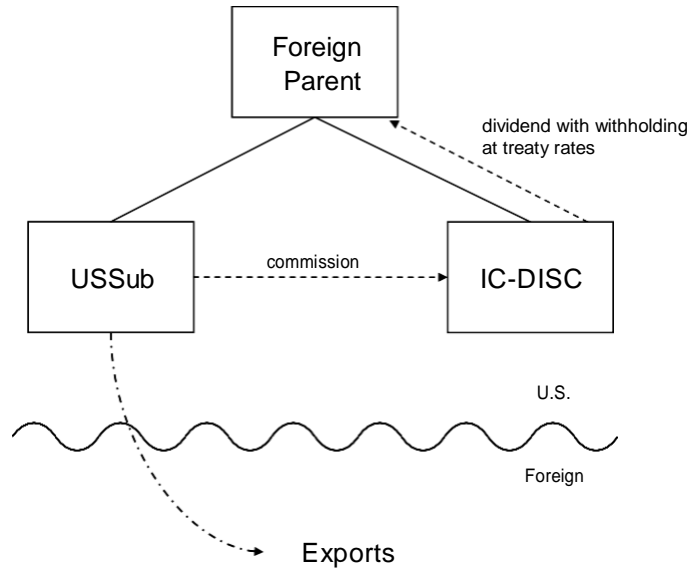 Foreign
Parent
dividend with withholding
at treaty rates
USSub
commission
IC-DISC
U.S.
Foreign
Exports